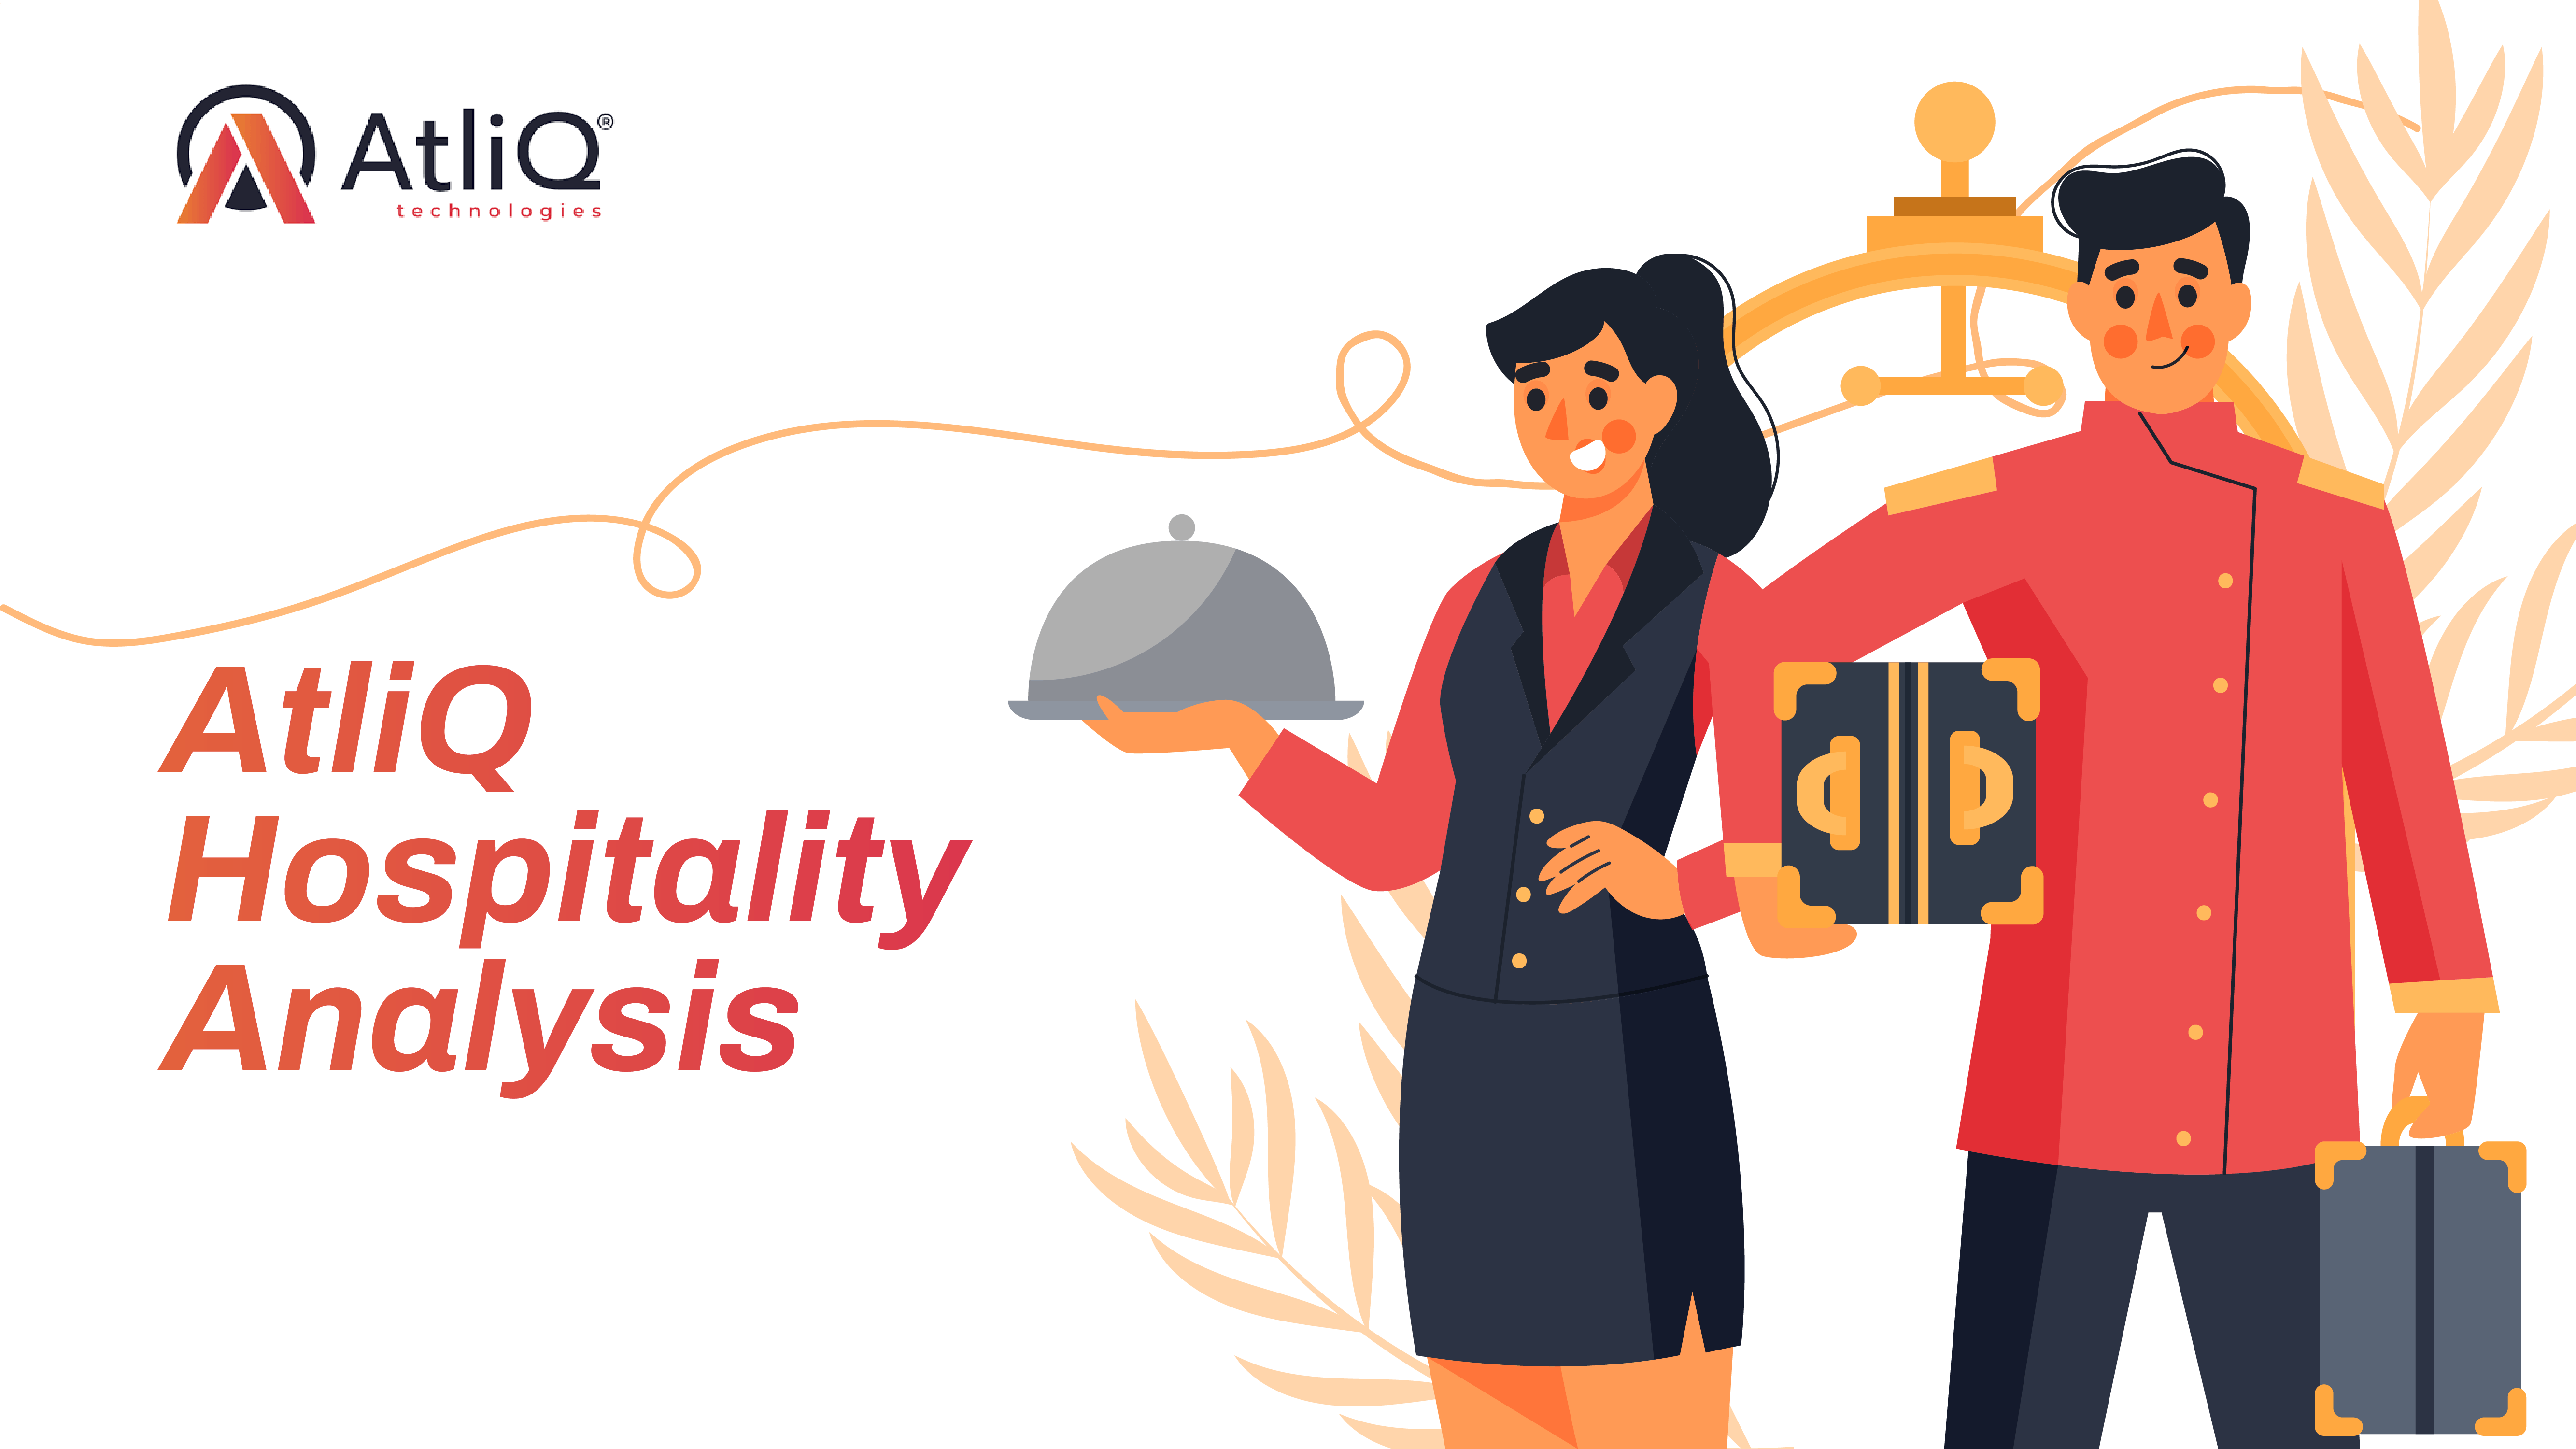 AtliQ®
technologies
AtliQ
Hospitality
Analysis